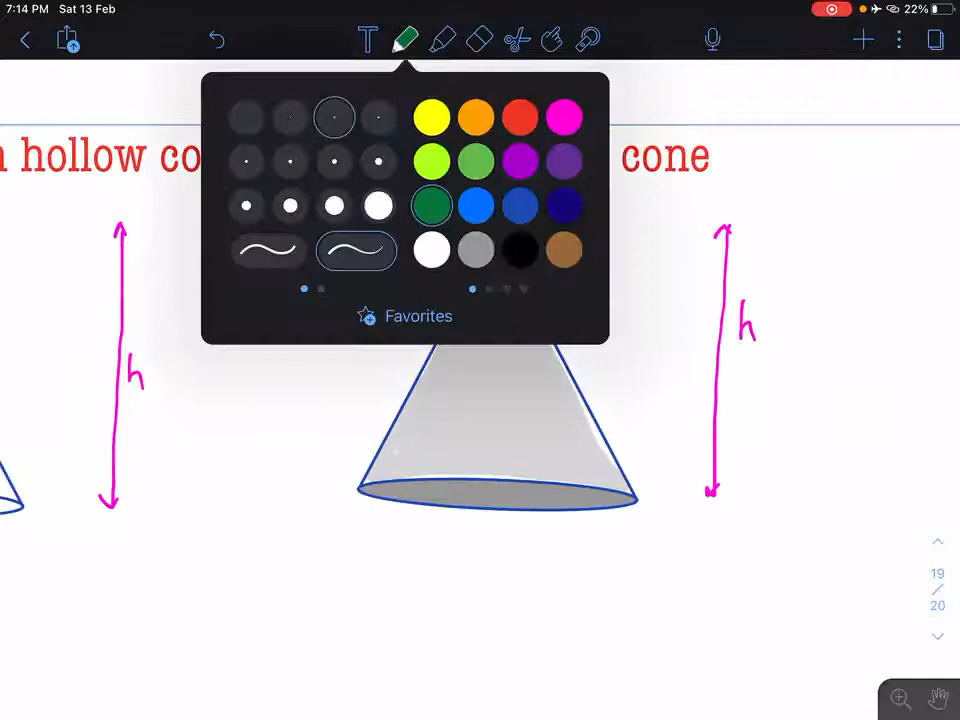 7:14 PM Sat 13 Feb
22%
T
hollow co
cone
h
h
Favorites
19
/
20